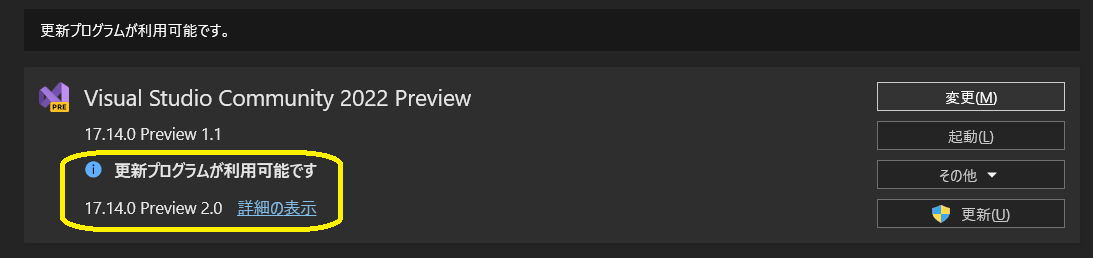 更新プログラムが利用可能です。
Visual Studio Community 2022 Preview
PRE
17.14.0 Preview 1.1
更新プログラムが利用可能です
17.14.0 Preview 2.0 詳細の表示
変更(M)
起動(L)
その他
更新(U)